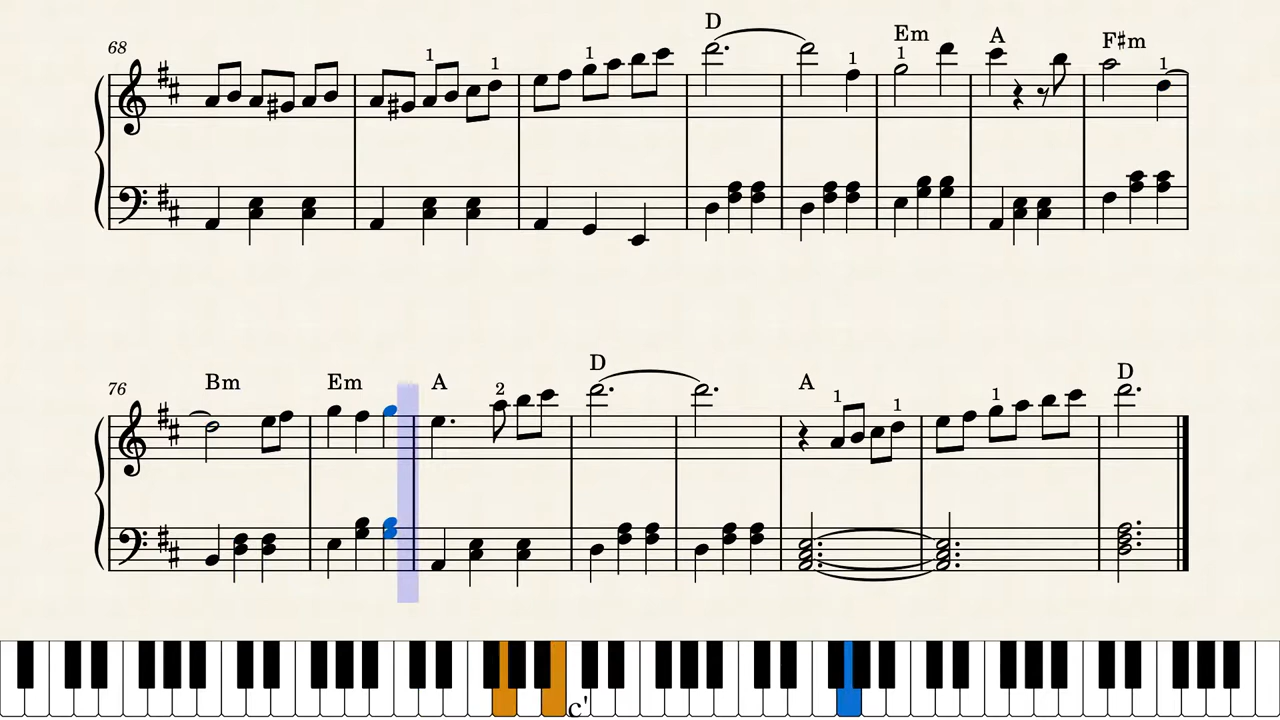 68 D Em A F♯m
1 1 1 1 1 1
76 Bm Em A D A D
2 1 1 1
c'